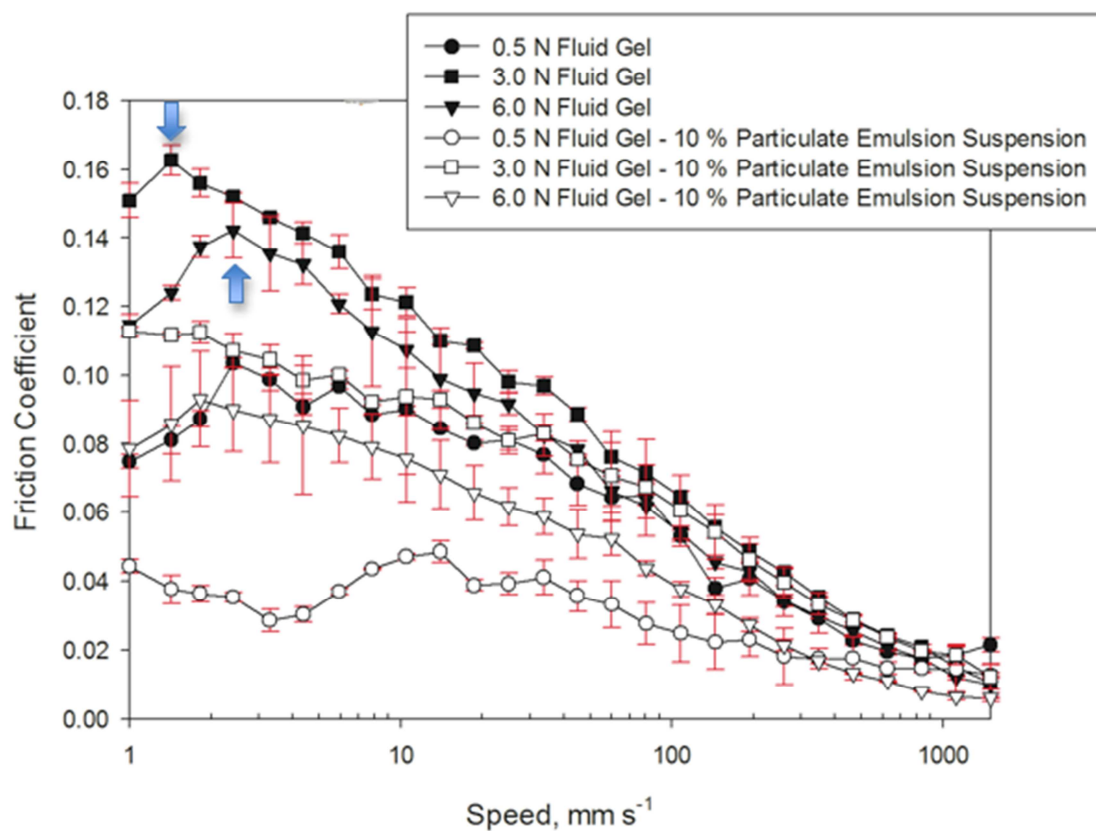 0.5 N Fluid Gel
3.0 N Fluid Gel
6.0 N Fluid Gel
0.5 N Fluid Gel - 10 % Particulate Emulsion Suspension
3.0 N Fluid Gel - 10 % Particulate Emulsion Suspension
6.0 N Fluid Gel - 10 % Particulate Emulsion Suspension
0.18
0.16
0.14
0.12
0.10
0.08
0.06
0.04
0.02
0.00
Friction Coefficient
1 10 100 1000
Speed, mm s⁻¹